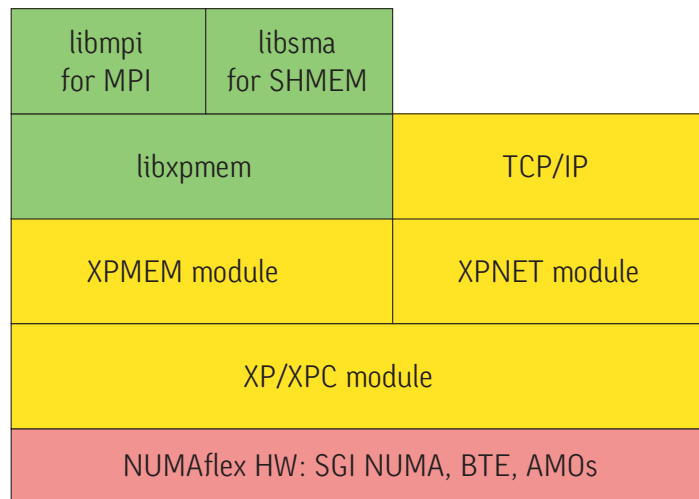 libmpi
for MPI
libsma
for SHMEM
libxpmem
TCP/IP
XPMEM module
XPNET module
XP/XPC module
NUMAflex HW: SGI NUMA, BTE, AMOs